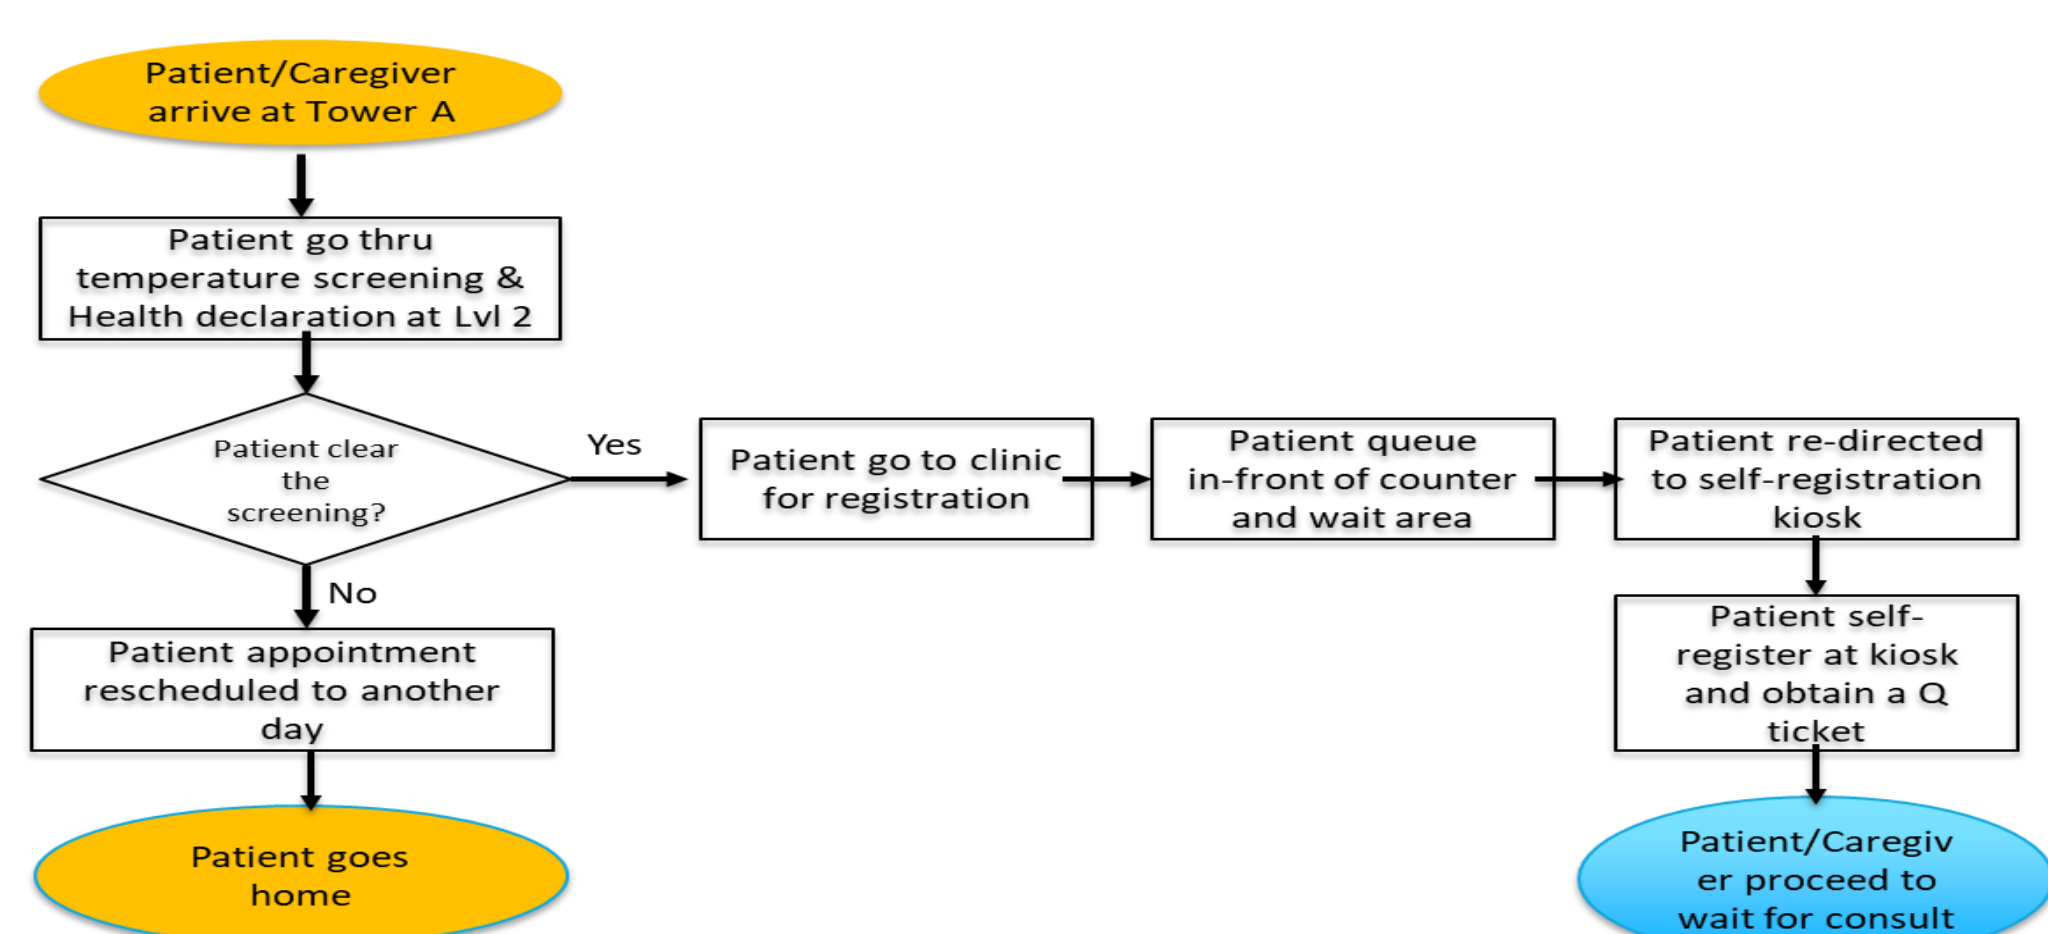 Patient/Caregiver
arrive at Tower A
Patient go thru
temperature screening &
Health declaration at Lvl 2
Patient clear
the
screening?
Yes
No
Patient go to clinic
for registration
Patient queue
in-front of counter
and wait area
Patient re-directed
to self-registration
kiosk
Patient self-
register at kiosk
and obtain a Q
ticket
Patient/Caregiv
er proceed to
wait for consult
Patient appointment
rescheduled to another
day
Patient goes
home